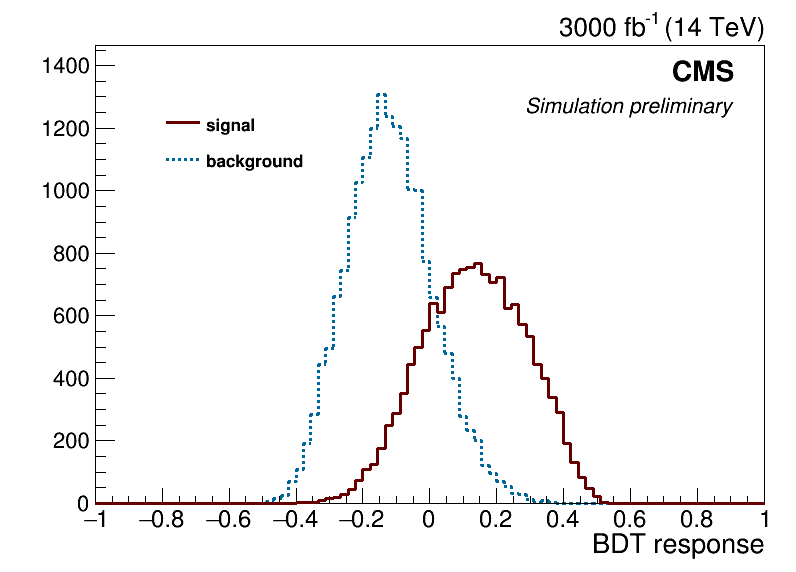 3000 fb-1 (14 TeV)
1400
CMS
Simulation preliminary
signal
1200
background
1000
800
600
400
200
0
−1 −0.8 −0.6 −0.4 −0.2 0 0.2 0.4 0.6 0.8 1
BDT response